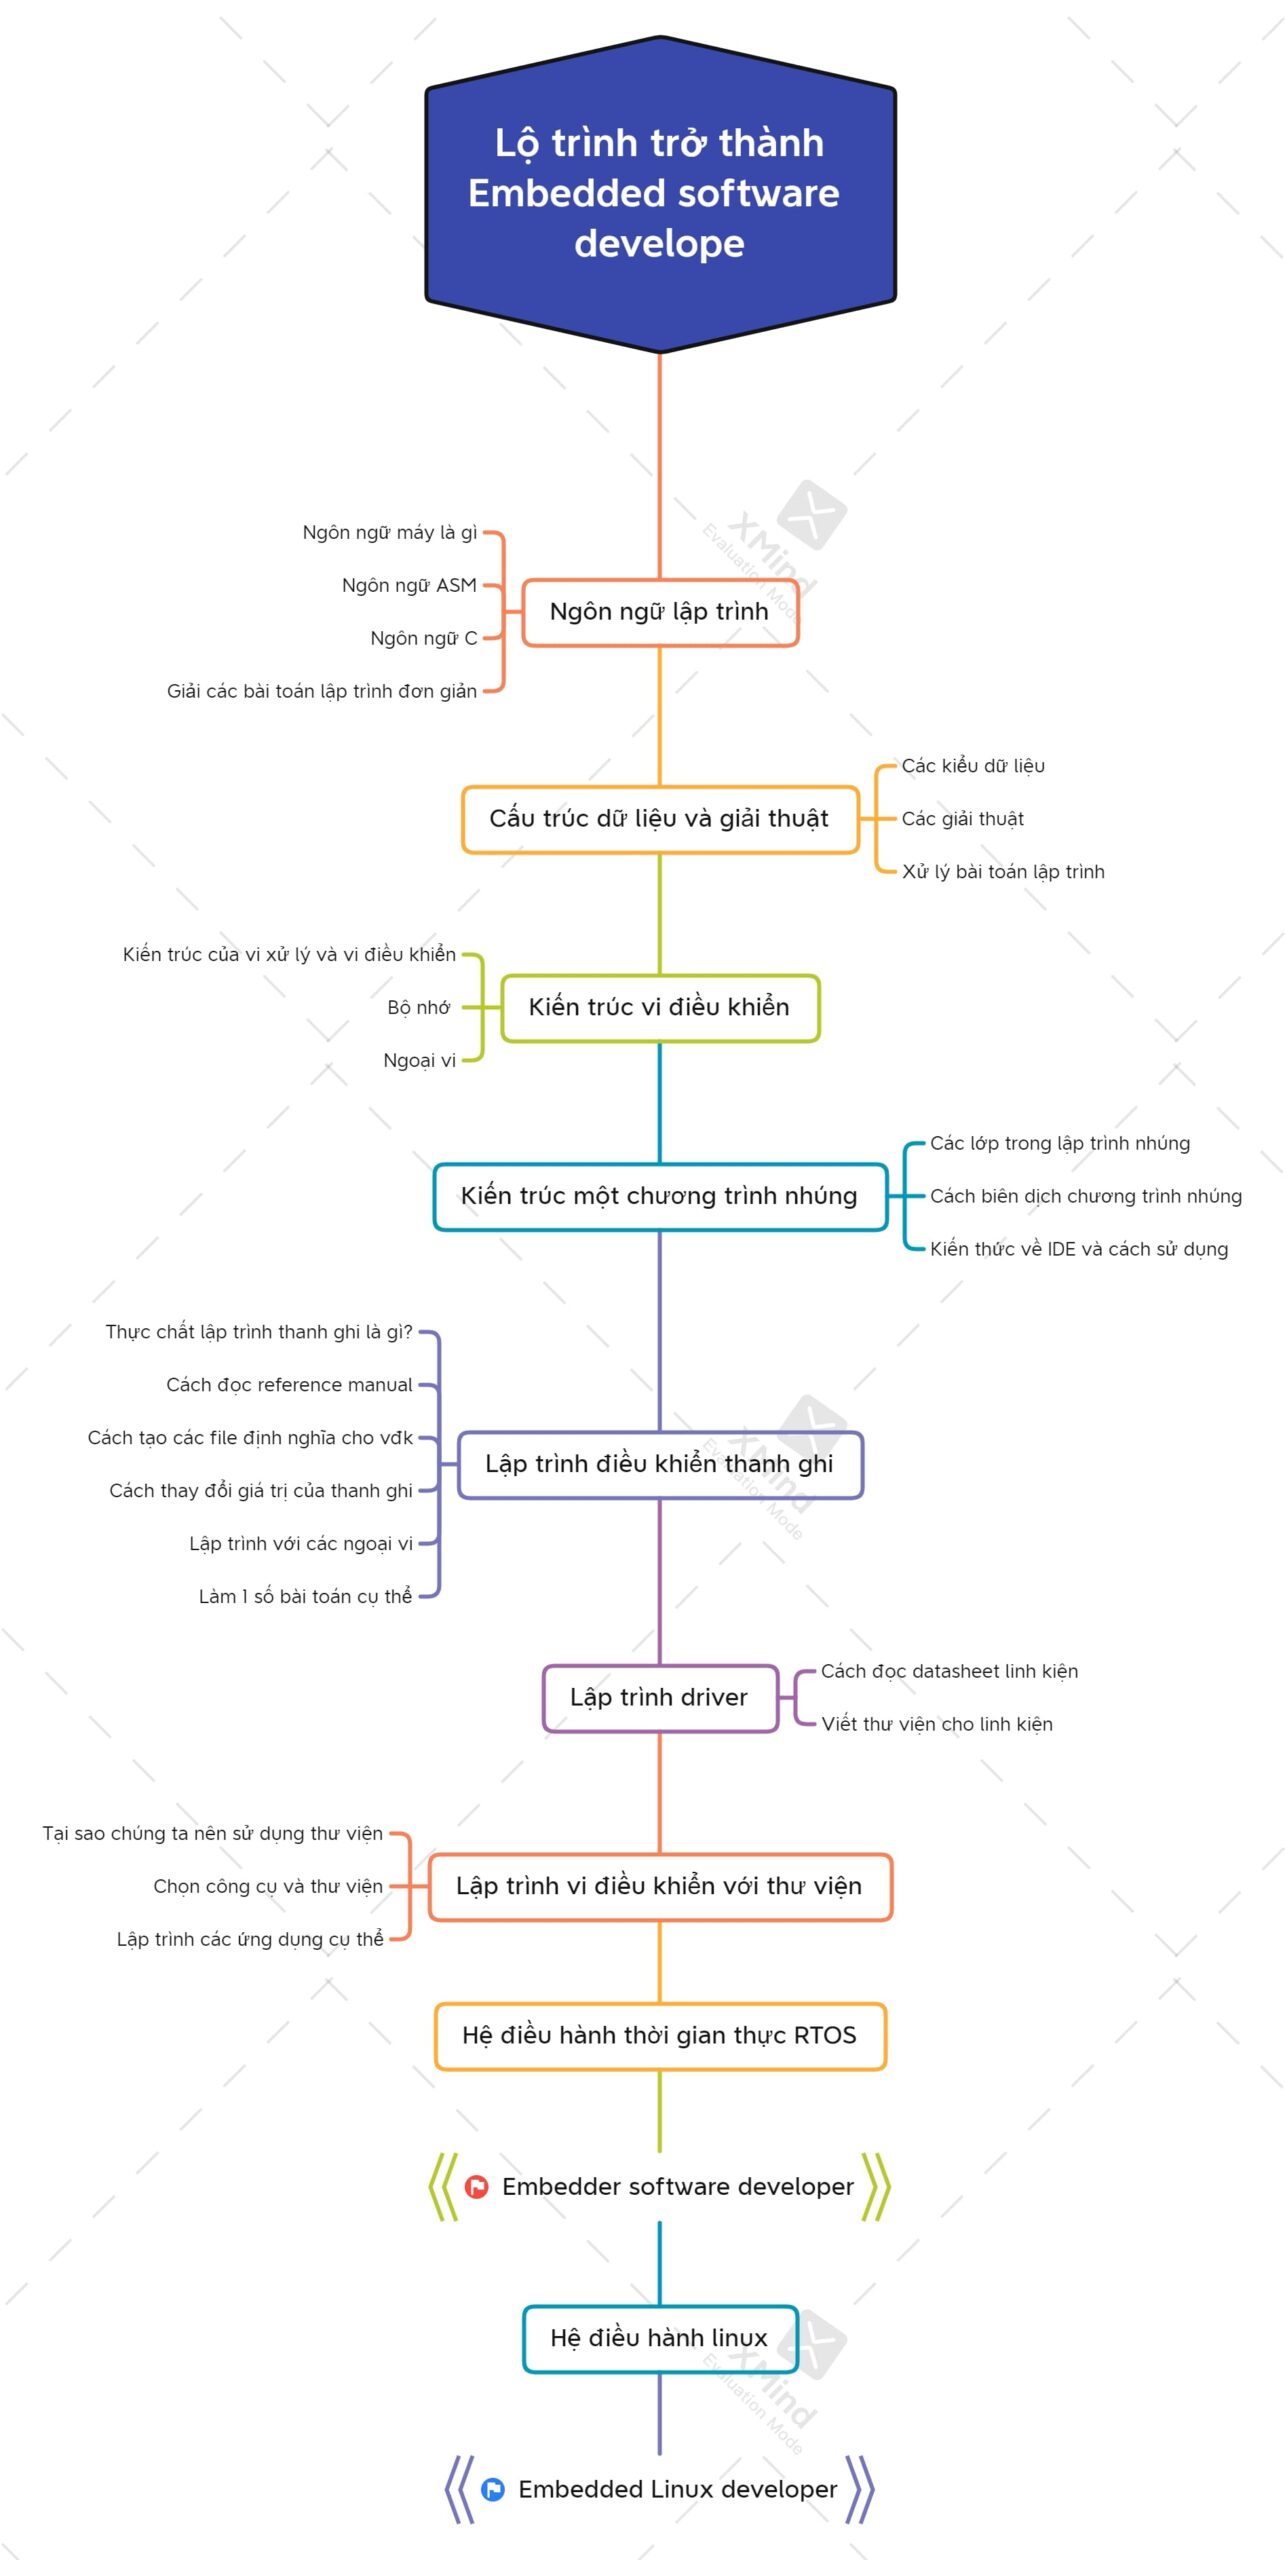 Lộ trình trở thành
Embedded software
develope
XMind
Evaluation Mode
Ngôn ngữ lập trình
Ngôn ngữ máy là gì
Ngôn ngữ ASM
Ngôn ngữ C
Giải các bài toán lập trình đơn giản
Cấu trúc dữ liệu và giải thuật
Các kiểu dữ liệu
Các giải thuật
Xử lý bài toán lập trình
Kiến trúc vi điều khiển
Kiến trúc của vi xử lý và vi điều khiển
Bộ nhớ
Ngoại vi
Kiến trúc một chương trình nhúng
Các lớp trong lập trình nhúng
Cách biên dịch chương trình nhúng
Kiến thức về IDE và cách sử dụng
Lập trình điều khiển thanh ghi
Thực chất lập trình thanh ghi là gì?
Cách đọc reference manual
Cách tạo các file định nghĩa cho vđk
Cách thay đổi giá trị của thanh ghi
Lập trình với các ngoại vi
Làm 1 số bài toán cụ thể
XMind
Evaluation Mode
Lập trình driver
Cách đọc datasheet linh kiện
Viết thư viện cho linh kiện
Lập trình vi điều khiển với thư viện
Tại sao chúng ta nên sử dụng thư viện
Chọn công cụ và thư viện
Lập trình các ứng dụng cụ thể
Hệ điều hành thời gian thực RTOS
Embedder software developer
Hệ điều hành linux
XMind
Evaluation Mode
Embedded Linux developer